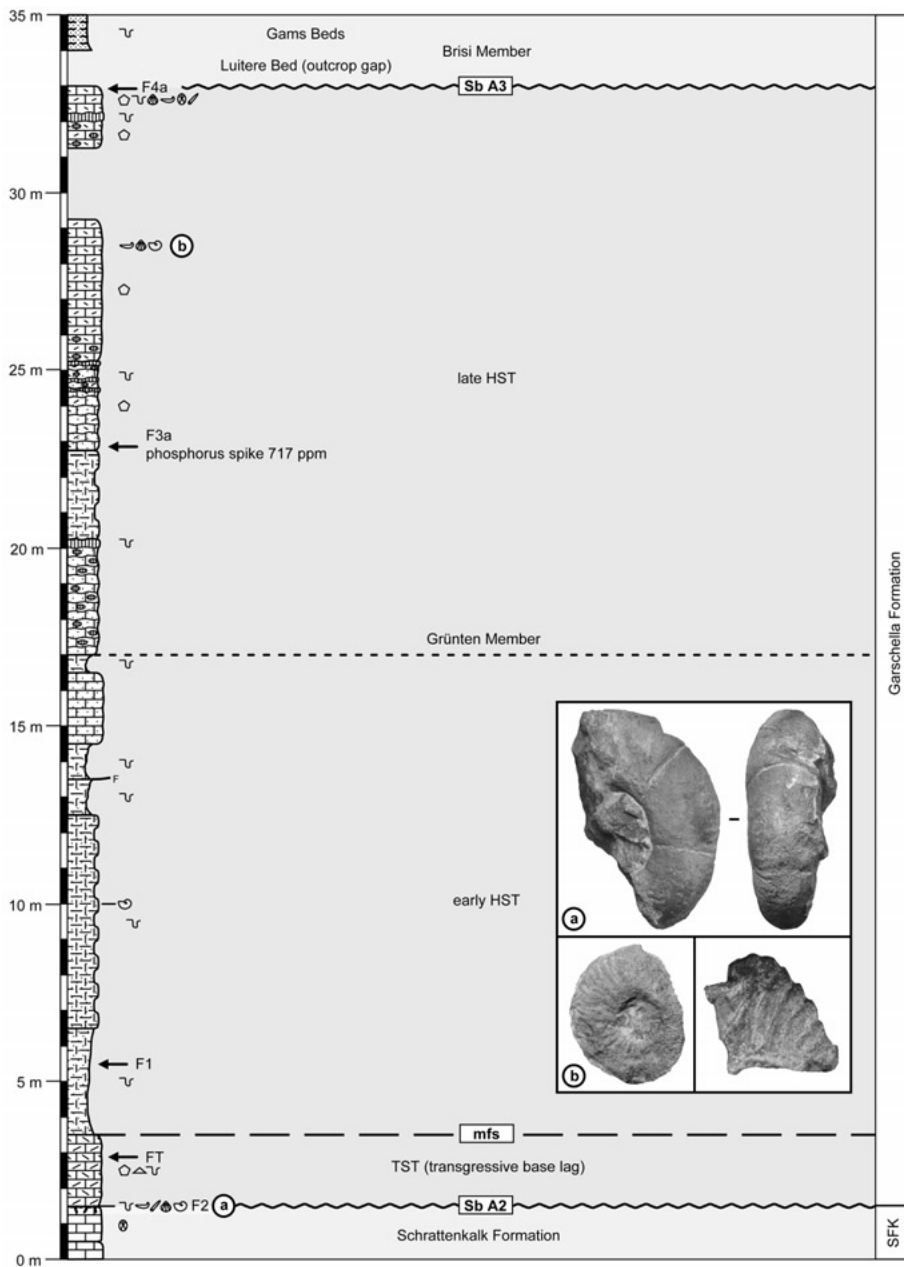 35 m
Gams Beds
Brisi Member
Luitere Bed (outcrop gap)
F4a
Sb A3
30 m
b
25 m
late HST
F3a
phosphorus spike 717 ppm
20 m
Grünten Member
15 m
F
10 m
early HST
a
b
F1
5 m
mfs
FT
TST (transgressive base lag)
F2 a
Sb A2
Schrattenkalk Formation
0 m
Garschella Formation
SFK